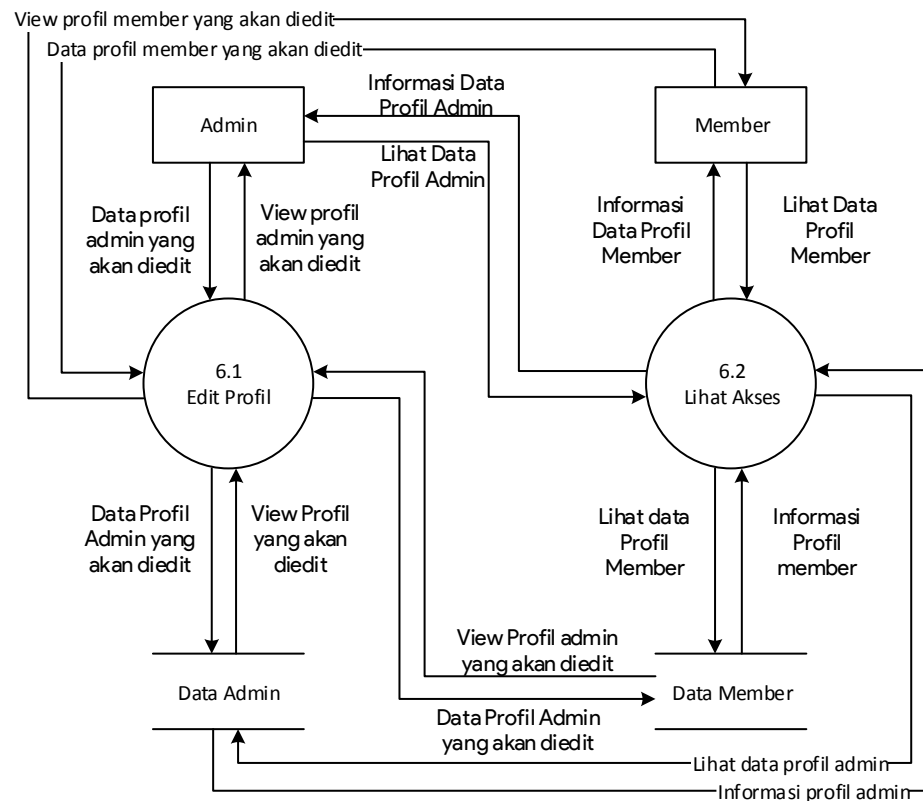 View profil member yang akan diedit
Data profil member yang akan diedit
Informasi Data
Profil Admin
Admin
Member
Lihat Data
Profil Admin
Data profil
admin yang
akan diedit
View profil
admin yang
akan diedit
Informasi
Data Profil
Member
Lihat Data
Profil
Member
6.1
Edit Profil
6.2
Lihat Akses
Data Profil
Admin yang
akan diedit
View Profil
yang akan
diedit
Lihat data
Profil
Member
Informasi
Profil
member
View Profil admin
yang akan diedit
Data Admin
Data Member
Data Profil Admin
yang akan diedit
Lihat data profil admin
Informasi profil admin